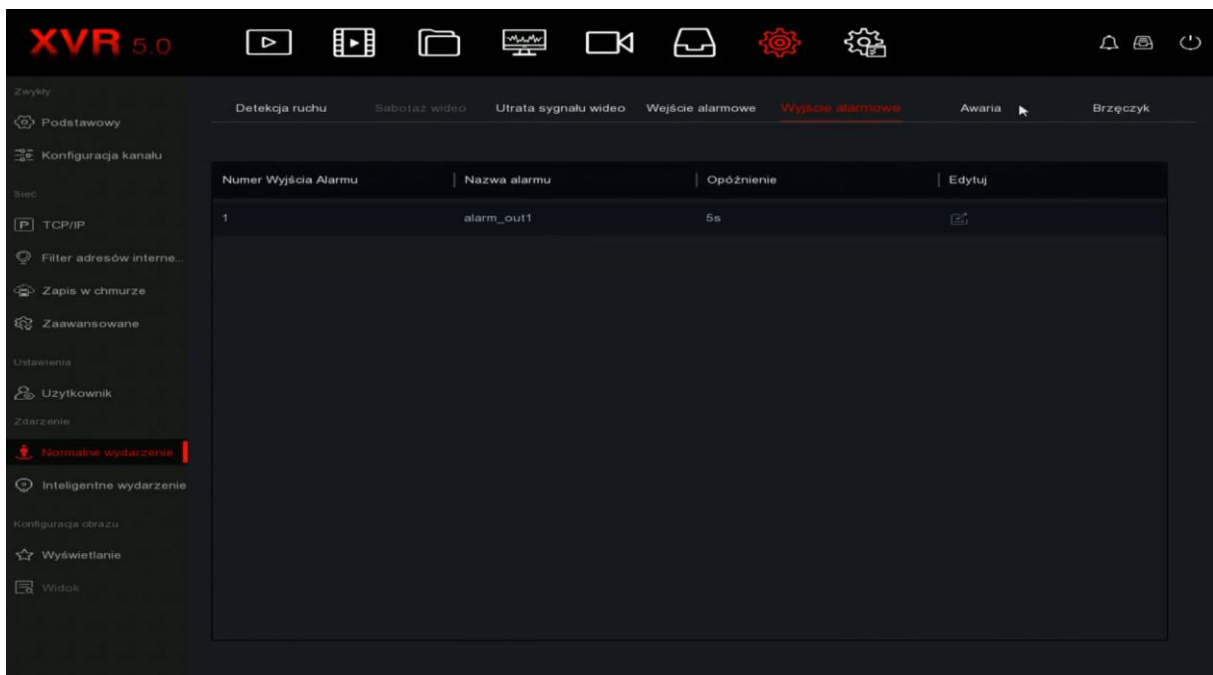 XVR 5.0
Zwykły
Podstawowy
Konfiguracja kanału
Sieć
P TCP/IP
Filter adresów interne...
Zapis w chmurze
Zaawansowane
Ustawienia
Uzytkownik
Zdarzenie
Normalne wydarzenie
Inteligentne wydarzenie
Konfiguracja obrazu
Wyświetlanie
Widok
Detekcja ruchu Sabotaż wideo Utrata sygnału wideo Wejście alarmowe Wyjście alarmowe Awaria Brzęczyk
Numer Wyjścia Alarmu Nazwa alarmu Opóźnienie Edytuj
1 alarm_out1 5s